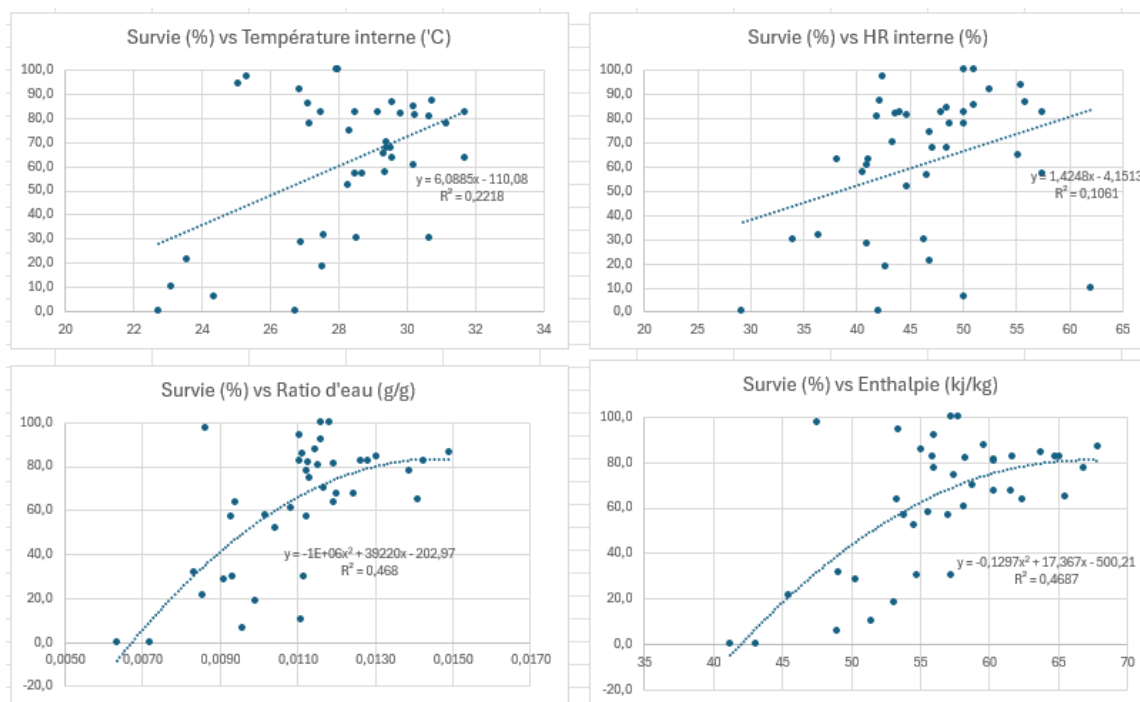 Survie (%) vs Température interne ('C)
100,0
90,0
80,0
70,0
60,0
50,0
40,0
30,0
20,0
10,0
0,0
y = 6,0885x - 110,08
R² = 0,2218
20 22 24 26 28 30 32 34
Survie (%) vs HR interne (%)
100,0
90,0
80,0
70,0
60,0
50,0
40,0
30,0
20,0
10,0
0,0
y = 1,4248x - 4,1513
R² = 0,1061
20 25 30 35 40 45 50 55 60 65
Survie (%) vs Ratio d'eau (g/g)
100,0
80,0
60,0
40,0
20,0
0,0
-20,0
y = -1E+06x² + 39220x - 202,97
R² = 0,468
0,0050 0,0070 0,0090 0,0110 0,0130 0,0150 0,0170
Survie (%) vs Enthalpie (kj/kg)
100,0
80,0
60,0
40,0
20,0
0,0
-20,0
y = -0,1297x² + 17,367x - 500,21
R² = 0,4687
35 40 45 50 55 60 65 70